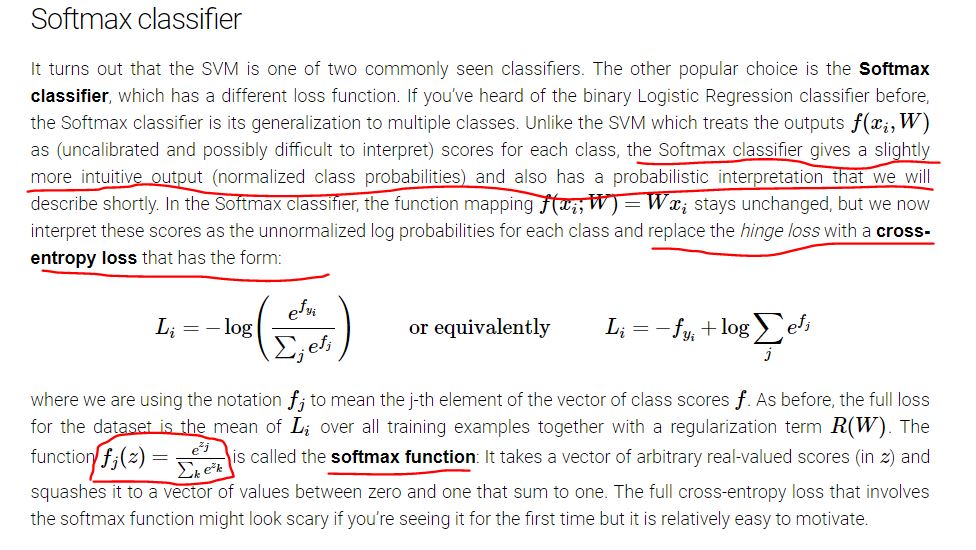 Softmax classifier
It turns out that the SVM is one of two commonly seen classifiers. The other popular choice is the Softmax
classifier, which has a different loss function. If you've heard of the binary Logistic Regression classifier before,
the Softmax classifier is its generalization to multiple classes. Unlike the SVM which treats the outputs f(xᵢ, W)
as (uncalibrated and possibly difficult to interpret) scores for each class, the Softmax classifier gives a slightly
more intuitive output (normalized class probabilities) and also has a probabilistic interpretation that we will
describe shortly. In the Softmax classifier, the function mapping f(xᵢ; W) = Wxᵢ stays unchanged, but we now
interpret these scores as the unnormalized log probabilities for each class and replace the hinge loss with a cross-
entropy loss that has the form:
L_i = −log(e^{f_{y_i}} / ∑_j e^{f_j}) or equivalently L_i = −f_{y_i} + log ∑_j e^{f_j}
where we are using the notation f_j to mean the j-th element of the vector of class scores f. As before, the full loss
for the dataset is the mean of L_i over all training examples together with a regularization term R(W). The
function f_j(z) = e^{z_j} / ∑_k e^{z_k} is called the softmax function: It takes a vector of arbitrary real-valued scores (in z) and
squashes it to a vector of values between zero and one that sum to one. The full cross-entropy loss that involves
the softmax function might look scary if you're seeing it for the first time but it is relatively easy to motivate.